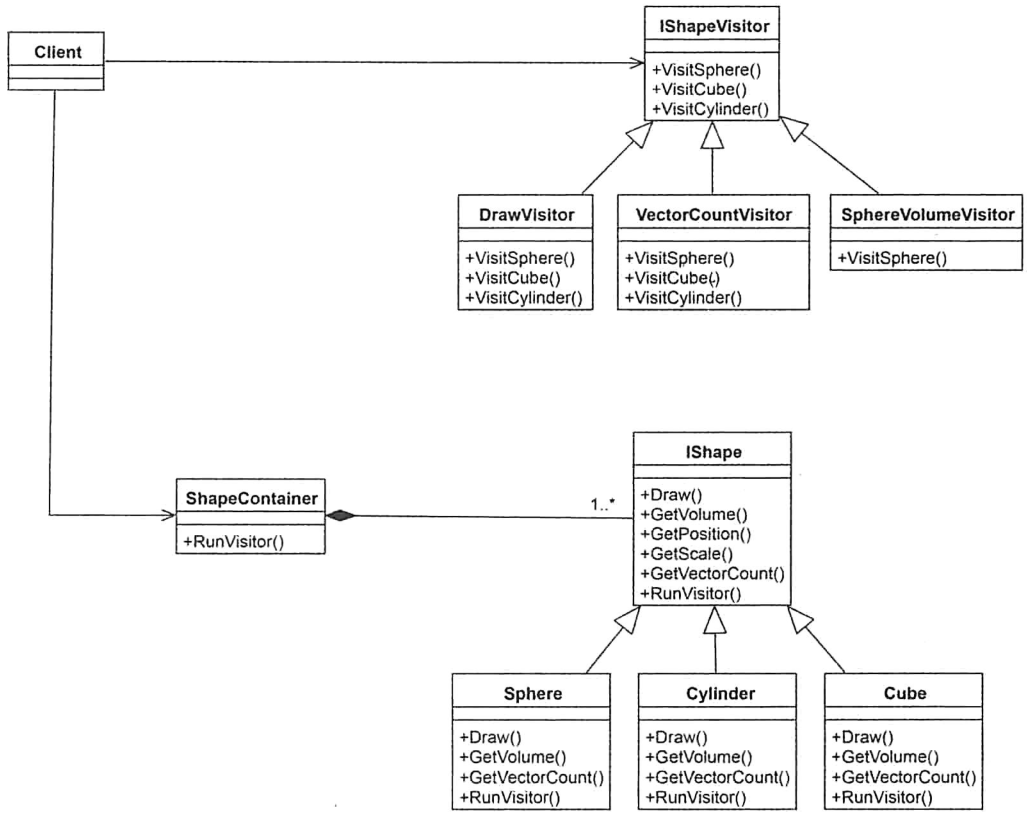 Client
IShapeVisitor
+VisitSphere()
+VisitCube()
+VisitCylinder()
DrawVisitor
+VisitSphere()
+VisitCube()
+VisitCylinder()
VectorCountVisitor
+VisitSphere()
+VisitCube()
+VisitCylinder()
SphereVolumeVisitor
+VisitSphere()
ShapeContainer
+RunVisitor()
1..*
IShape
+Draw()
+GetVolume()
+GetPosition()
+GetScale()
+GetVectorCount()
+RunVisitor()
Sphere
+Draw()
+GetVolume()
+GetVectorCount()
+RunVisitor()
Cylinder
+Draw()
+GetVolume()
+GetVectorCount()
+RunVisitor()
Cube
+Draw()
+GetVolume()
+GetVectorCount()
+RunVisitor()